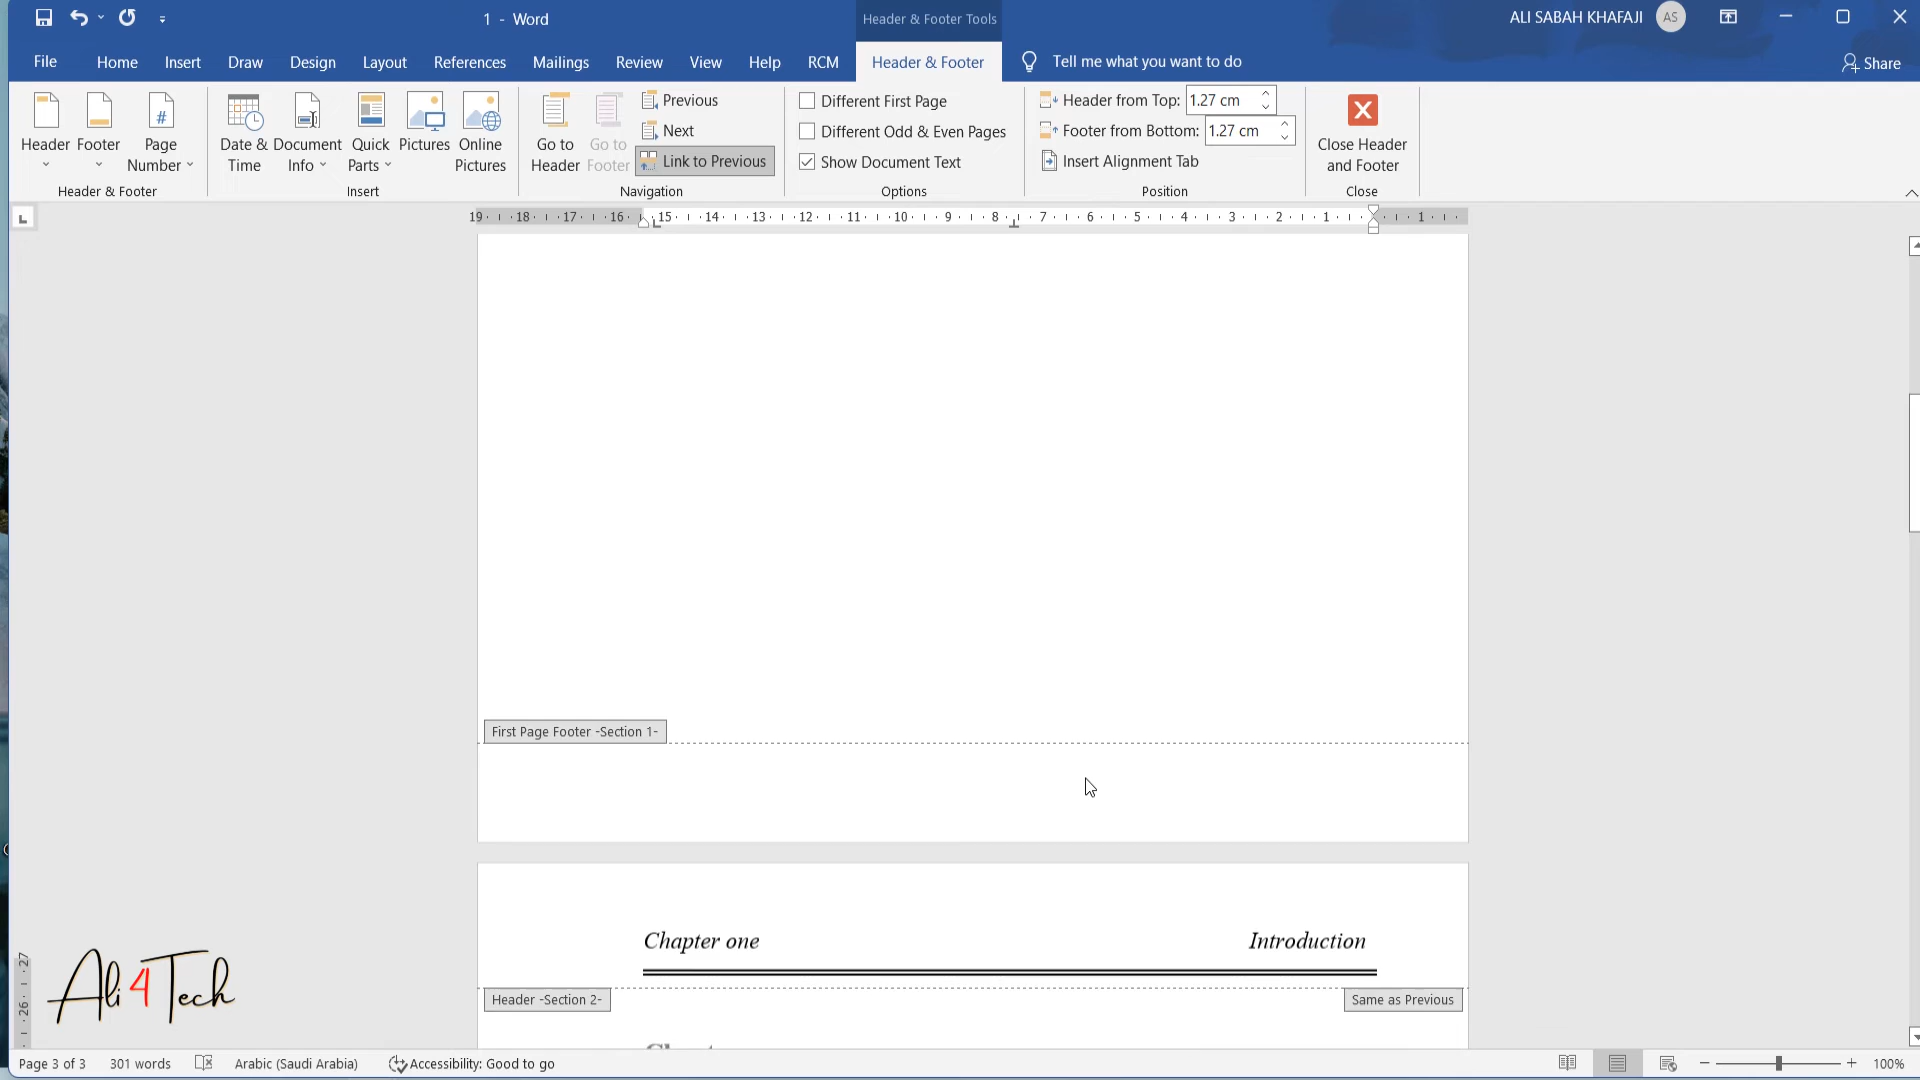 1 - Word
Header & Footer Tools
ALI SABAH KHAFAJI AS
File Home Insert Draw Design Layout References Mailings Review View Help RCM Header & Footer Tell me what you want to do Share
Header Footer Page Number
Header & Footer
Date & Time Document Info Quick Parts Pictures Online Pictures
Insert
Go to Header Go to Footer
Previous
Next
Link to Previous
Navigation
Different First Page
Different Odd & Even Pages
Show Document Text
Options
Header from Top: 1.27 cm
Footer from Bottom: 1.27 cm
Insert Alignment Tab
Position
Close Header and Footer
Close
19 18 17 16 15 14 13 12 11 10 9 8 7 6 5 4 3 2 1 1
First Page Footer -Section 1-
Chapter one Introduction
Header -Section 2- Same as Previous
27
26
Ali 4 Tech
Page 3 of 3 301 words Arabic (Saudi Arabia) Accessibility: Good to go 100%